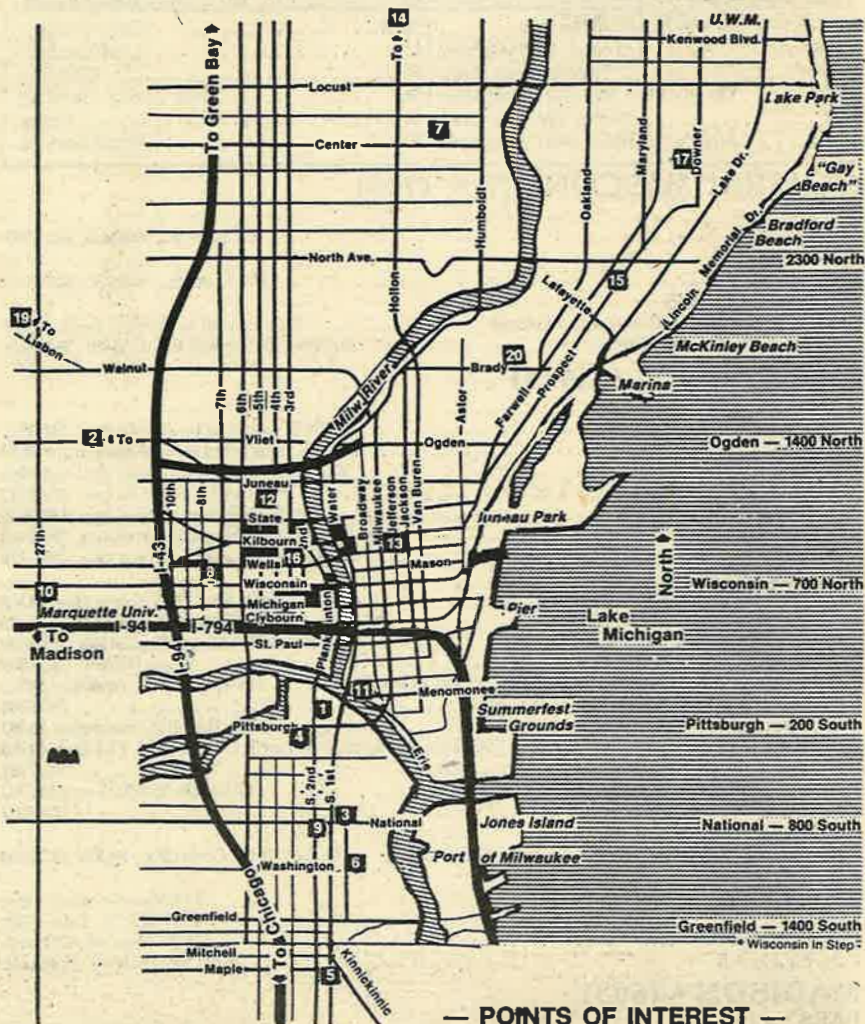 14
To
U.W.M.
Kenwood Blvd.
To Green Bay
Locust
Lake Park
7
Center
Maryland
17
Downer
Lake Dr.
"Gay
Beach"
Oakland
Humboldt
Bradford
Beach
Memorial Dr.
North Ave.
2300 North
Holton
Lafayette
15
Lincoln
19
To
Lisbon
McKinley Beach
Walnut
20
Brady
Prospect
Marina
7th
6th
5th
4th
3rd
Milw. River
Astor
Farwell
2
To
Vliet
Ogden
Ogden — 1400 North
Juneau
12
10th
8th
Water
Broadway
Milwaukee
Jefferson
Jackson
Van Buren
State
Juneau Park
Kilbourn
2nd
13
27th
I-43
Wells
16
Mason
North
18
Wisconsin
Wisconsin — 700 North
10
Marquette Univ.
Michigan
Pier
Lake
Michigan
Clybourn
I-94
I-794
To
Madison
St. Paul
Plankinton
I-94
11
Menomonee
1
Summerfest
Grounds
Pittsburgh
4
Pittsburgh — 200 South
Erie
S. 2nd
S. 1st
3
9
National
Jones Island
National — 800 South
6
Washington
Port of Milwaukee
To Chicago
Greenfield
Greenfield — 1400 South
* Wisconsin In Step
Mitchell
Maple
5
Kinnickinnic
— POINTS OF INTEREST —